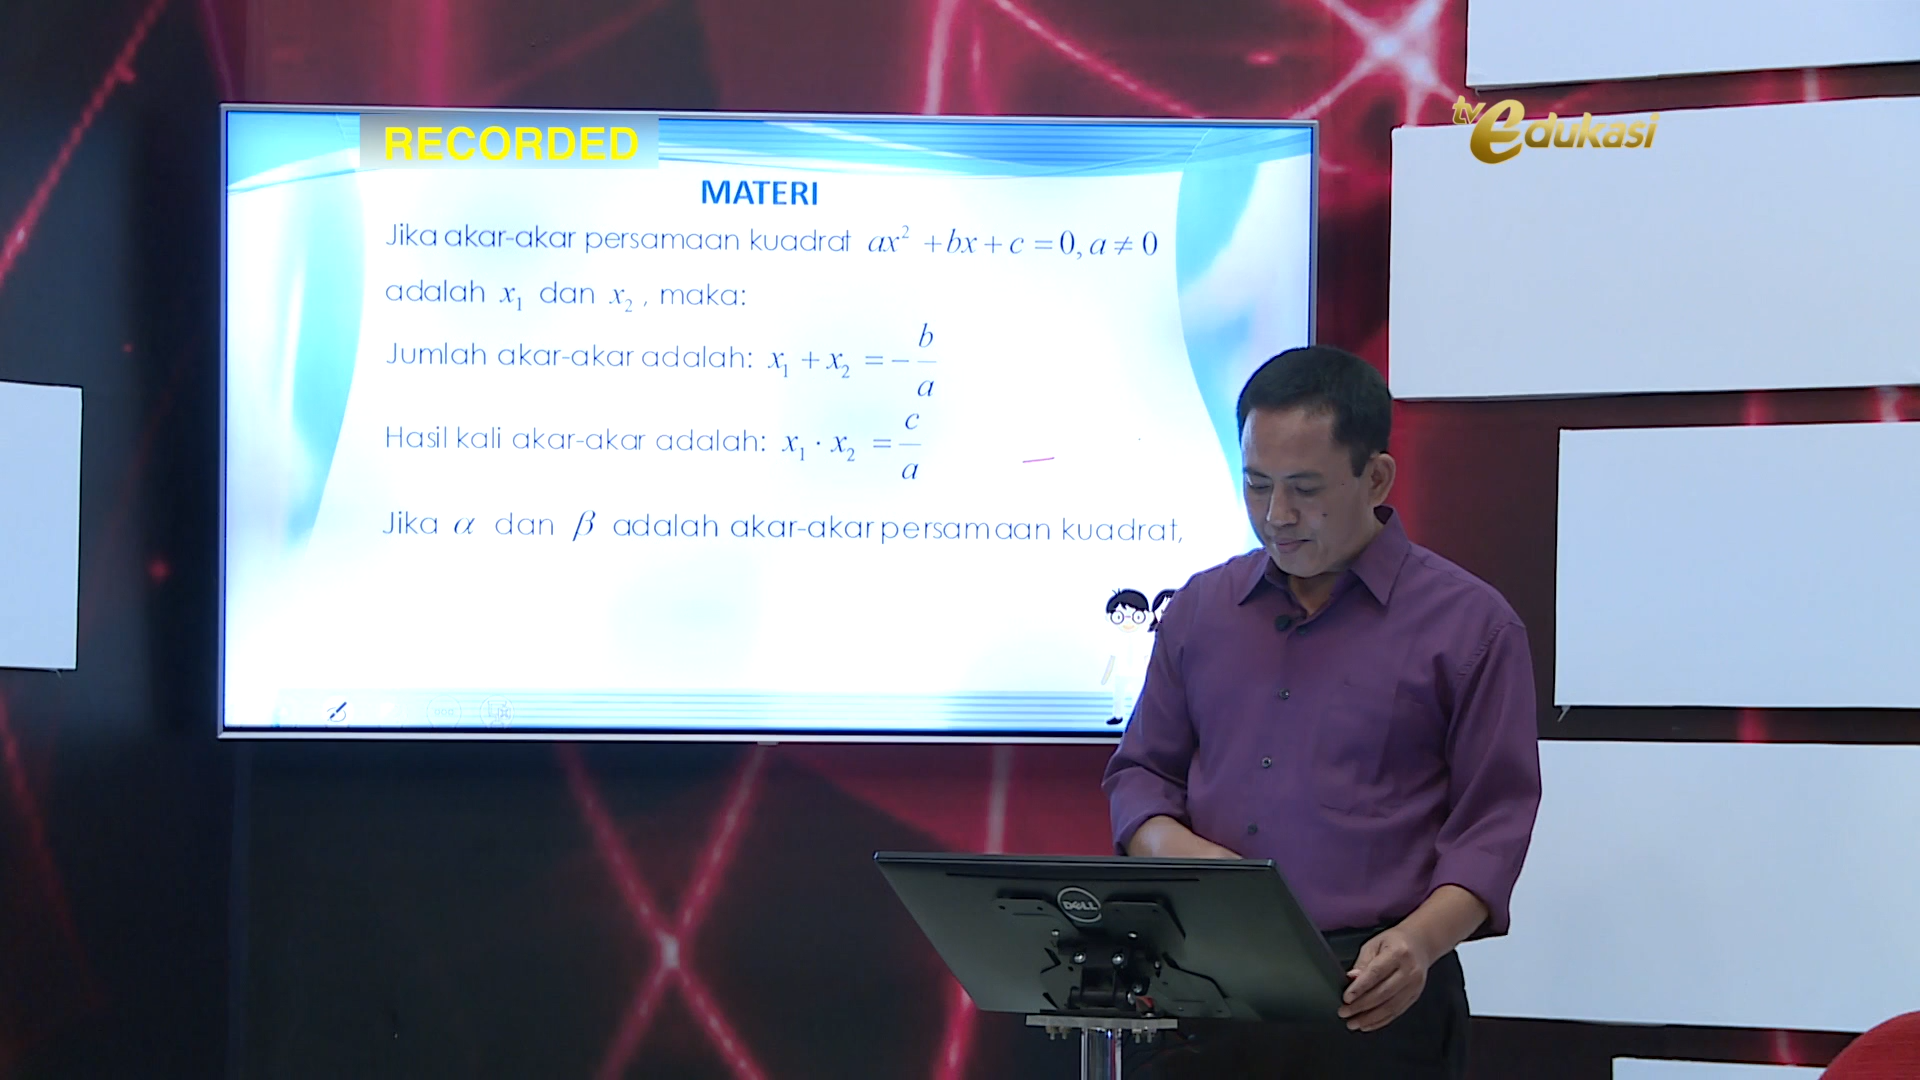 RECORDED
tv edukasi
MATERI
Jika akar-akar persamaan kuadrat ax² + bx + c = 0, a ≠ 0
adalah x₁ dan x₂ , maka:
Jumlah akar-akar adalah: x₁ + x₂ = -b/a
Hasil kali akar-akar adalah: x₁ · x₂ = c/a
Jika α dan β adalah akar-akar persamaan kuadrat,
DELL